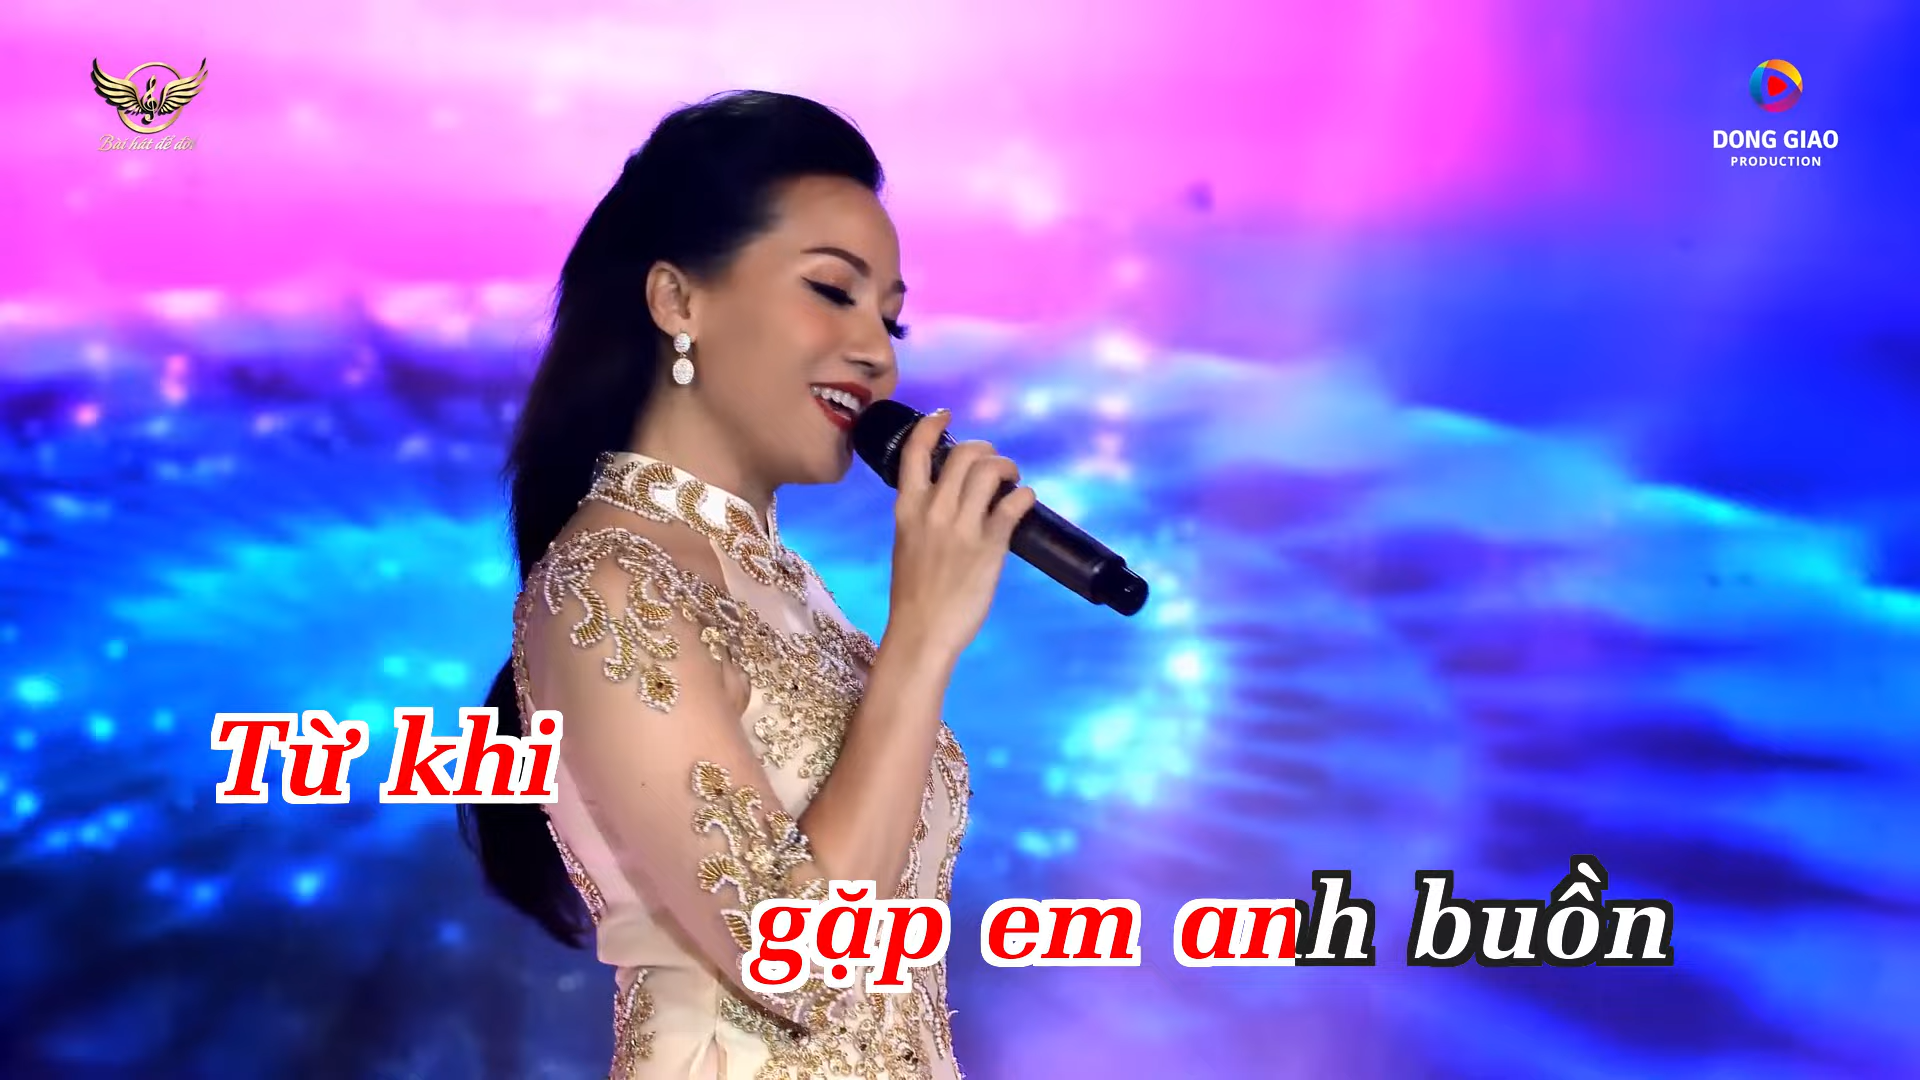 Bài hát để đời
DONG GIAO
PRODUCTION
Từ khi
gặp em anh buồn